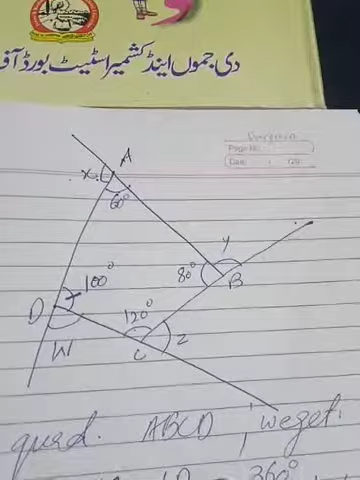 دی جموں اینڈ کشمیر اسٹیٹ بورڈ آف
Page No.
Date:
A
x
60°
y
80°
B
100°
D
120°
W
C
z
quad. ABCD, we get.
360°